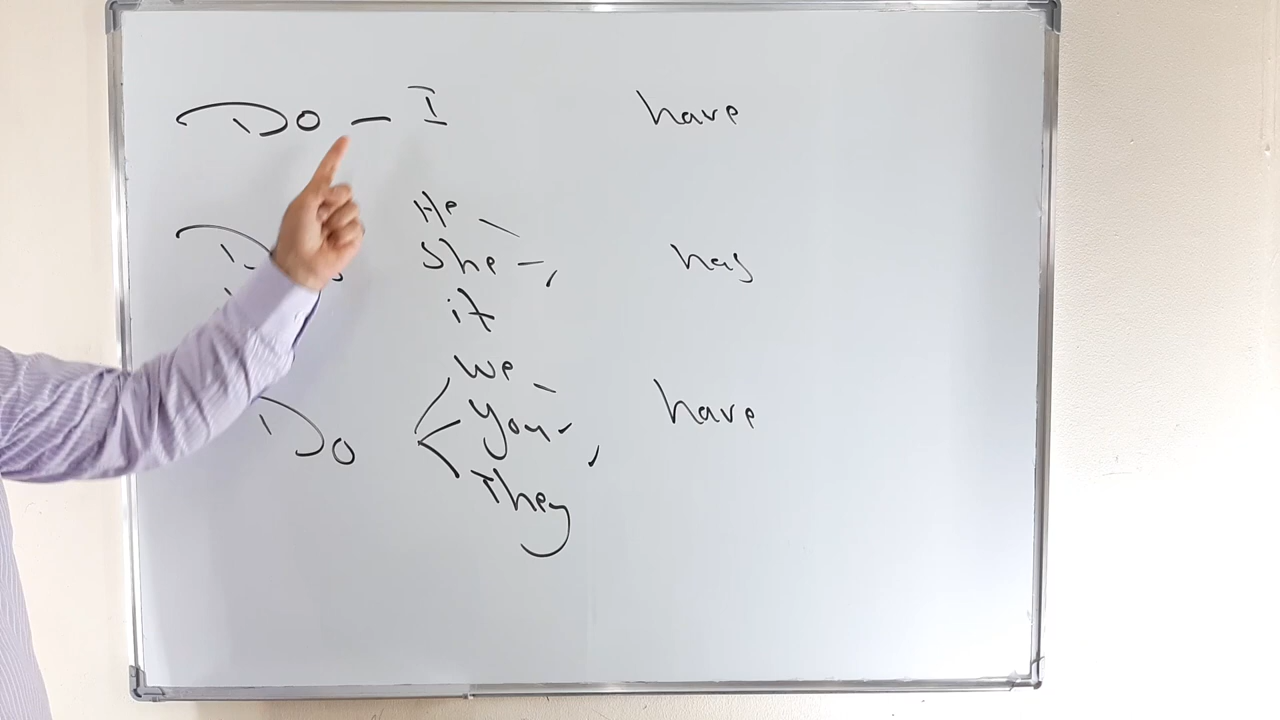 Do – I have
He
She – has
it
We
Do You have
They